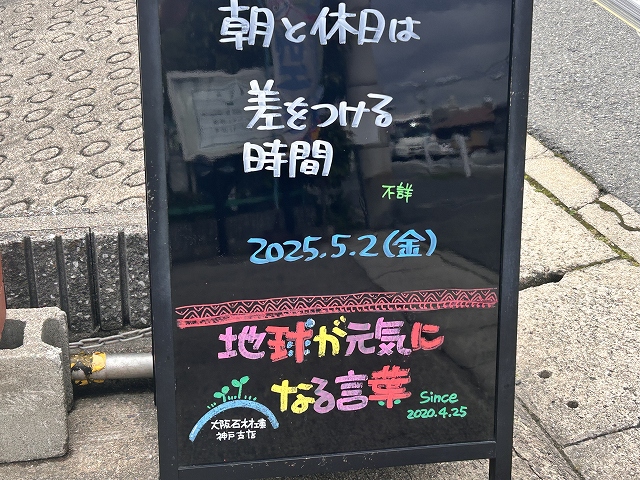 朝と休日は
差をつける
時間
不詳
2025.5.2(金)
地球が元気に
なる言葉
Since
2020.4.25
大阪石材工業
神戸支店